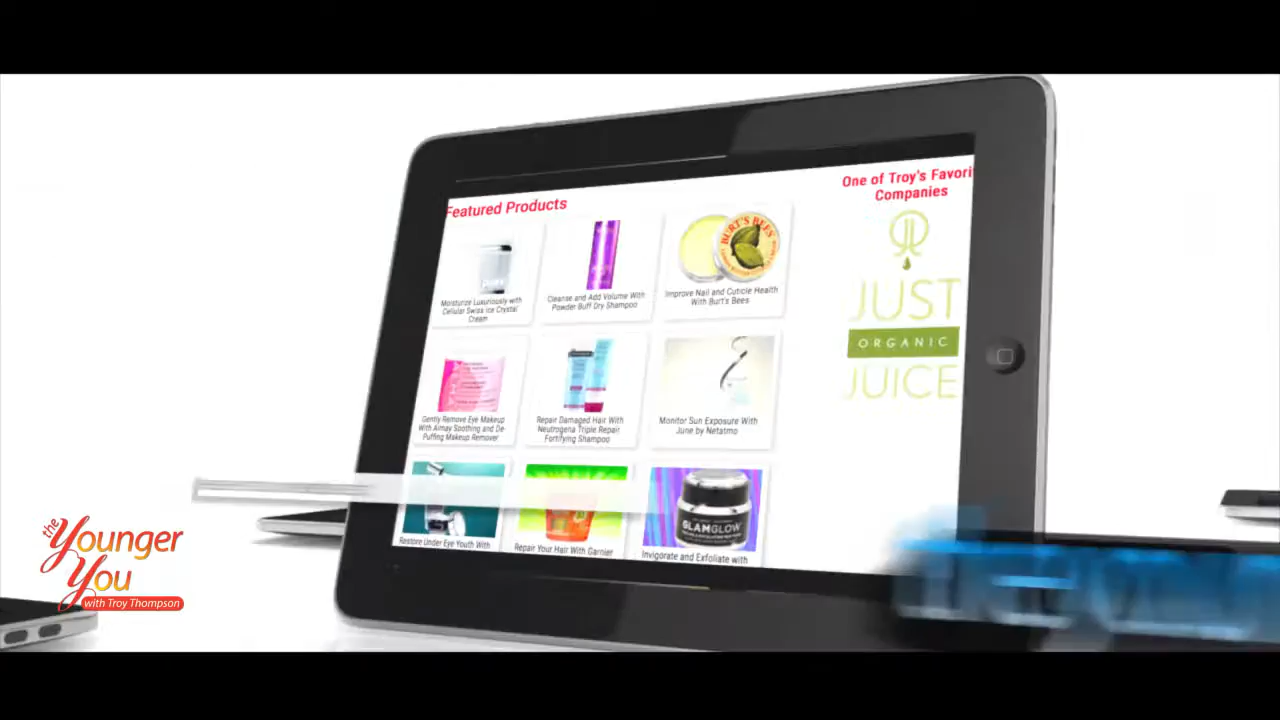 Featured Products
One of Troy's Favori
Companies
Moisturize Luxuriously with
Cellular Swiss Ice Crystal
Cream
Cleanse and Add Volume With
Powder Buff Dry Shampoo
BURT'S BEES
Improve Nail and Cuticle Health
With Burt's Bees
JUST
ORGANIC
JUICE
Gently Remove Eye Makeup
With Almay Soothing and De-
Puffing Makeup Remover
Repair Damaged Hair With
Neutrogena Triple Repair
Fortifying Shampoo
Monitor Sun Exposure With
June by Netatmo
Restore Under Eye Youth With
Repair Your Hair With Garnier
GLAMGLOW
Invigorate and Exfoliate with
the
Younger
You
with Troy Thompson